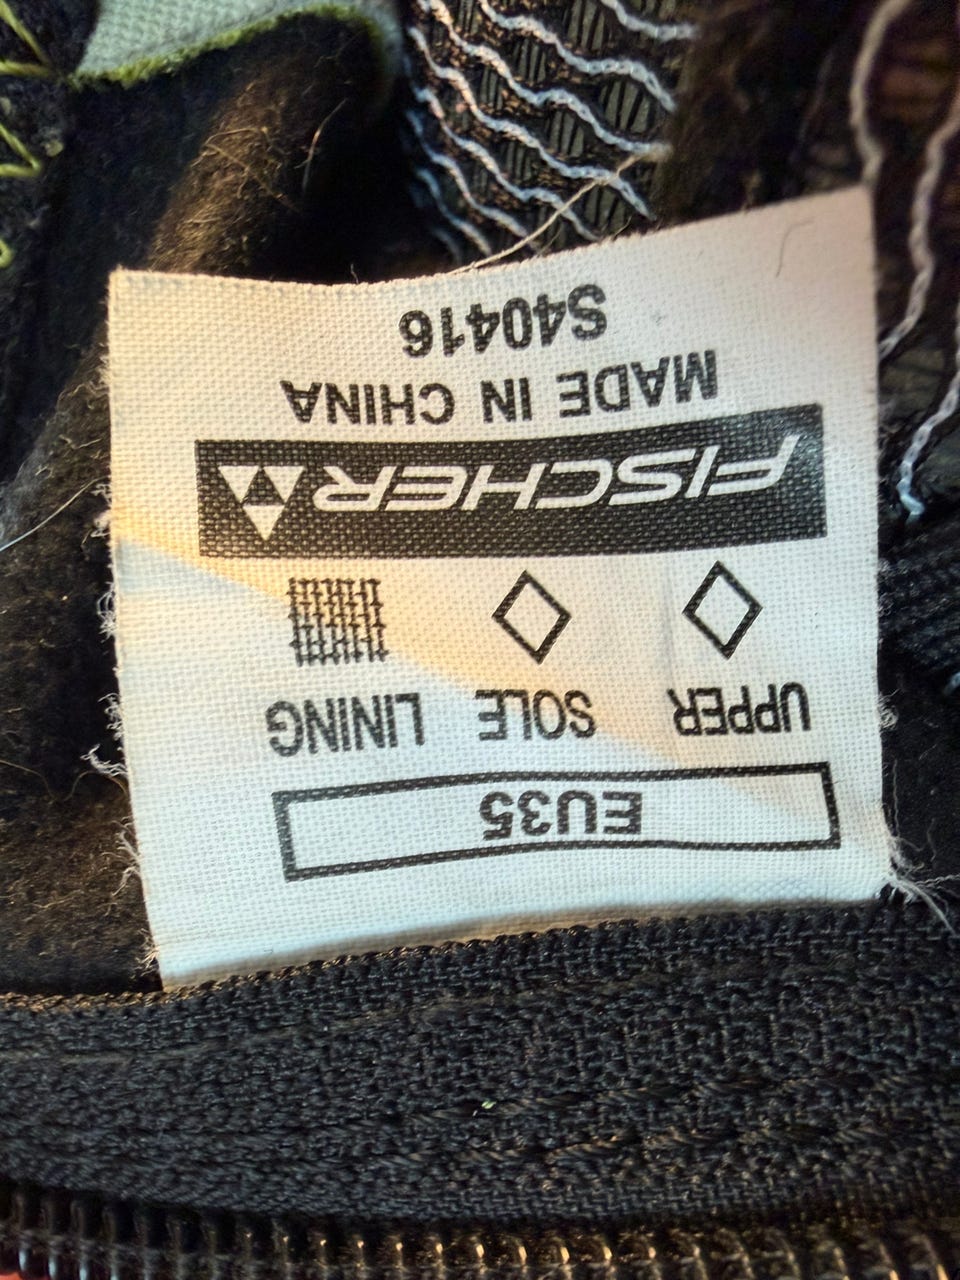 EU35
UPPER SOLE LINING
FISCHER
MADE IN CHINA
S40416